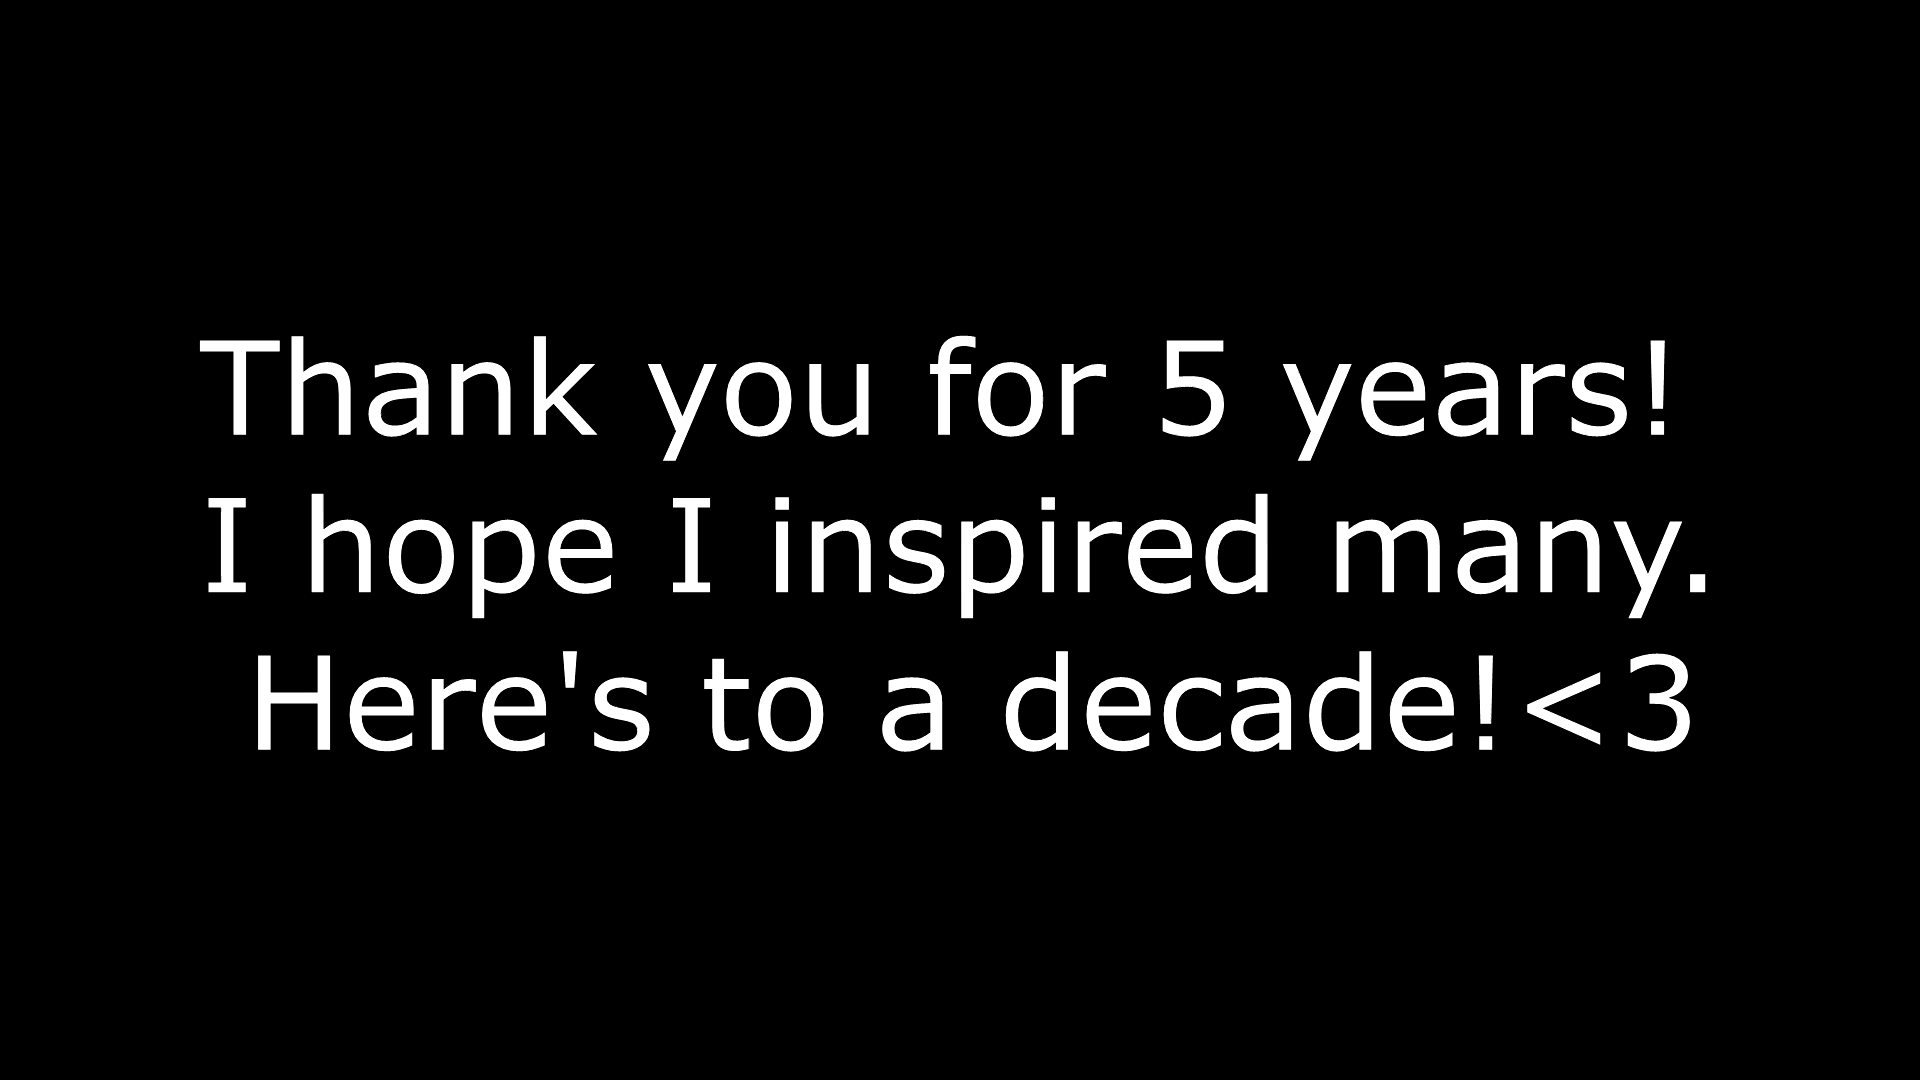 Thank you for 5 years!
I hope I inspired many.
Here's to a decade!<3